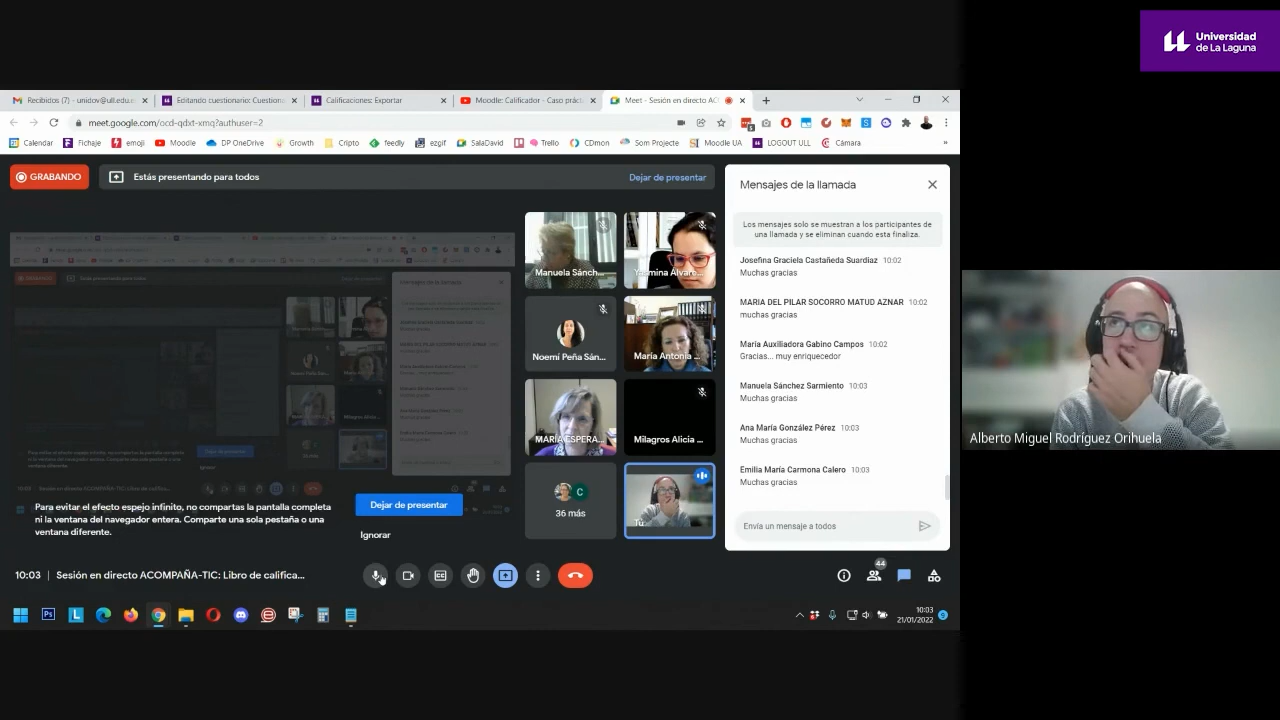 Universidad
de La Laguna
Recibidos (7) - unidov@ull.edu.e
Editando cuestionario: Cuestiona
Calificaciones: Exportar
Moodle: Calificador - Caso práct
Meet - Sesión en directo AC
meet.google.com/ocd-qdxt-xmq?authuser=2
Calendar
Fichaje
emoji
Moodle
DP OneDrive
Growth
Cripto
feedly
ezgif
SalaDavid
Trello
CDmon
Som Projecte
Moodle UA
LOGOUT ULL
Cámara
GRABANDO
Estás presentando para todos
Dejar de presentar
Mensajes de la llamada
Los mensajes solo se muestran a los participantes de
una llamada y se eliminan cuando esta finaliza.
Josefina Graciela Castañeda Suardiaz 10:02
Muchas gracias
MARIA DEL PILAR SOCORRO MATUD AZNAR 10:02
muchas gracias
María Auxiliadora Gabino Campos 10:02
Gracias... muy enriquecedor
Manuela Sánchez Sarmiento 10:03
Muchas gracias
Ana María González Pérez 10:03
Muchas gracias
Emilia María Carmona Calero 10:03
Muchas gracias
Envía un mensaje a todos
Manuela Sánch...
Yasmina Álvare...
Noemí Peña Sán...
María Antonia ...
MARÍA ESPERA...
Milagros Alicia ...
C
36 más
Tú
Para evitar el efecto espejo infinito, no compartas la pantalla completa
ni la ventana del navegador entera. Comparte una sola pestaña o una
ventana diferente.
Dejar de presentar
Ignorar
10:03 | Sesión en directo ACOMPAÑA-TIC: Libro de califica...
44
10:03
21/01/2022
Alberto Miguel Rodríguez Orihuela